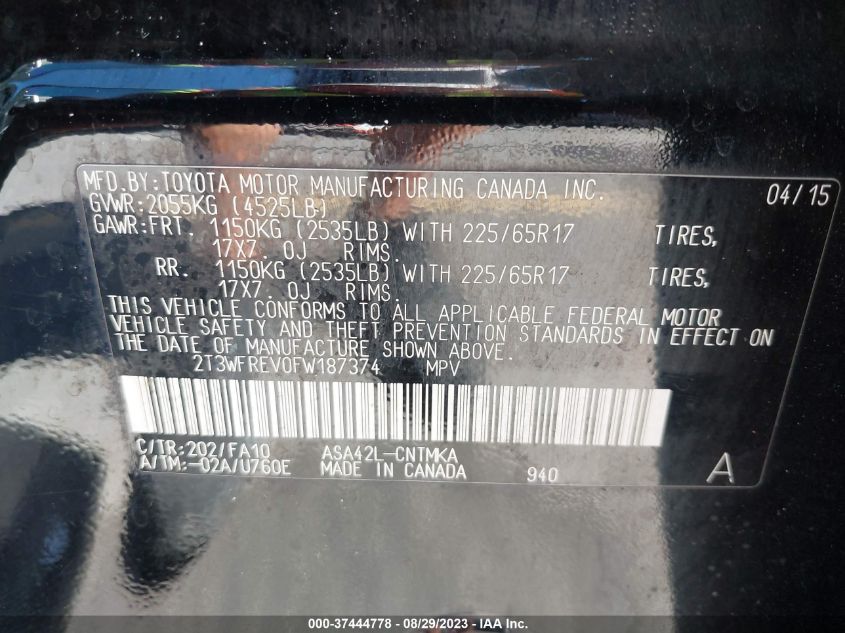 MFD.BY:TOYOTA MOTOR MANUFACTURING CANADA INC. 04/15
GVWR:2055KG (4525LB)
GAWR:FRT. 1150KG (2535LB) WITH 225/65R17 TIRES,
17X7.0J RIMS.
RR. 1150KG (2535LB) WITH 225/65R17 TIRES,
17X7.0J RIMS.
THIS VEHICLE CONFORMS TO ALL APPLICABLE FEDERAL MOTOR
VEHICLE SAFETY AND THEFT PREVENTION STANDARDS IN EFFECT ON
THE DATE OF MANUFACTURE SHOWN ABOVE.
2T3WFREV0FW187374 MPV
C/TR:202/FA10 ASA42L-CNTMKA
A/TM:-02A/U760E MADE IN CANADA 940 A
000-37444778 - 08/29/2023 - IAA Inc.